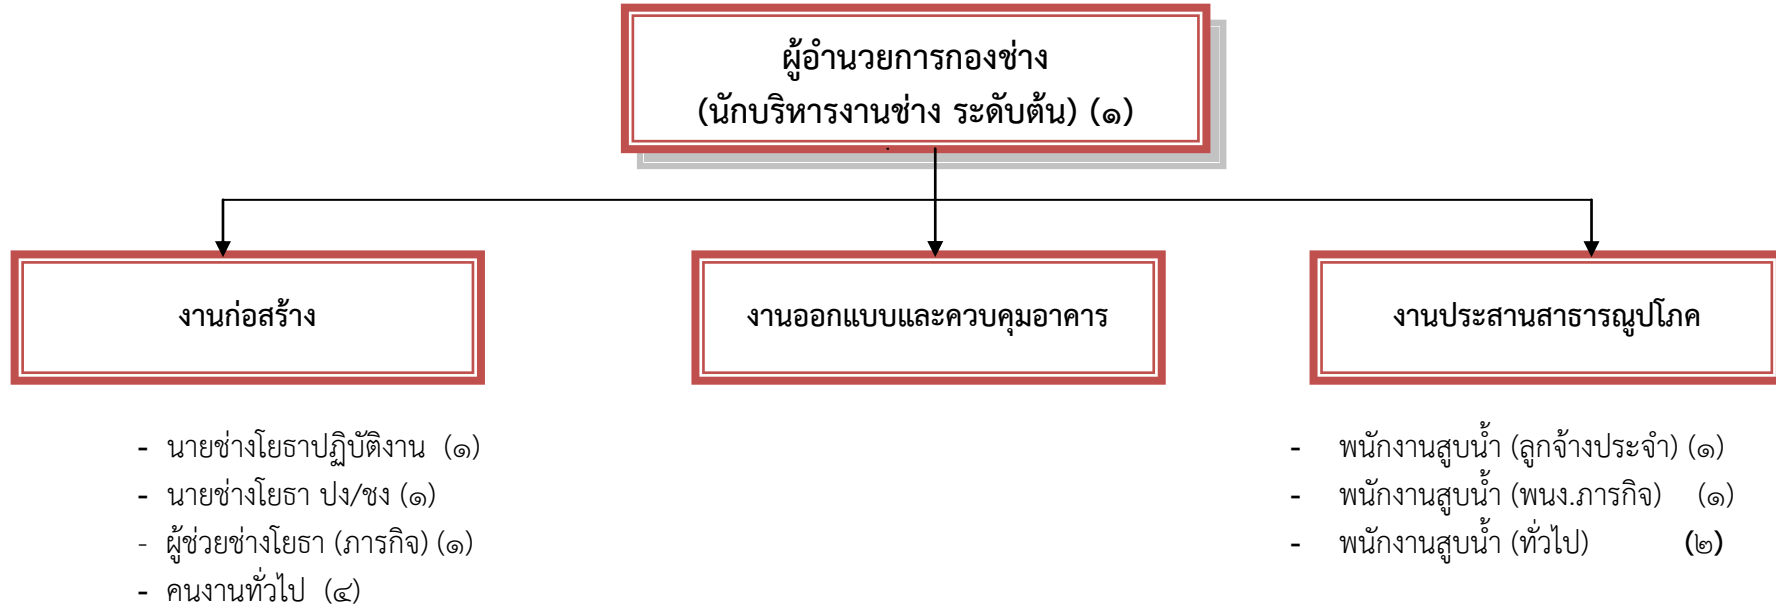 ผู้อำนวยการกองช่าง
(นักบริหารงานช่าง ระดับต้น) (๑)
งานก่อสร้าง
งานออกแบบและควบคุมอาคาร
งานประสานสาธารณูปโภค
- นายช่างโยธาปฏิบัติงาน (๑)
- นายช่างโยธา ปง/ชง (๑)
- ผู้ช่วยช่างโยธา (ภารกิจ) (๑)
- คนงานทั่วไป (๔)
- พนักงานสูบน้ำ (ลูกจ้างประจำ) (๑)
- พนักงานสูบน้ำ (พนง.ภารกิจ) (๑)
- พนักงานสูบน้ำ (ทั่วไป) (๒)